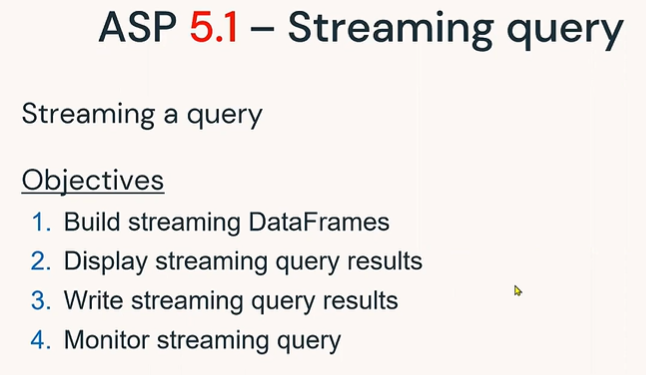 ASP 5.1 – Streaming query
Streaming a query
Objectives
1. Build streaming DataFrames
2. Display streaming query results
3. Write streaming query results
4. Monitor streaming query